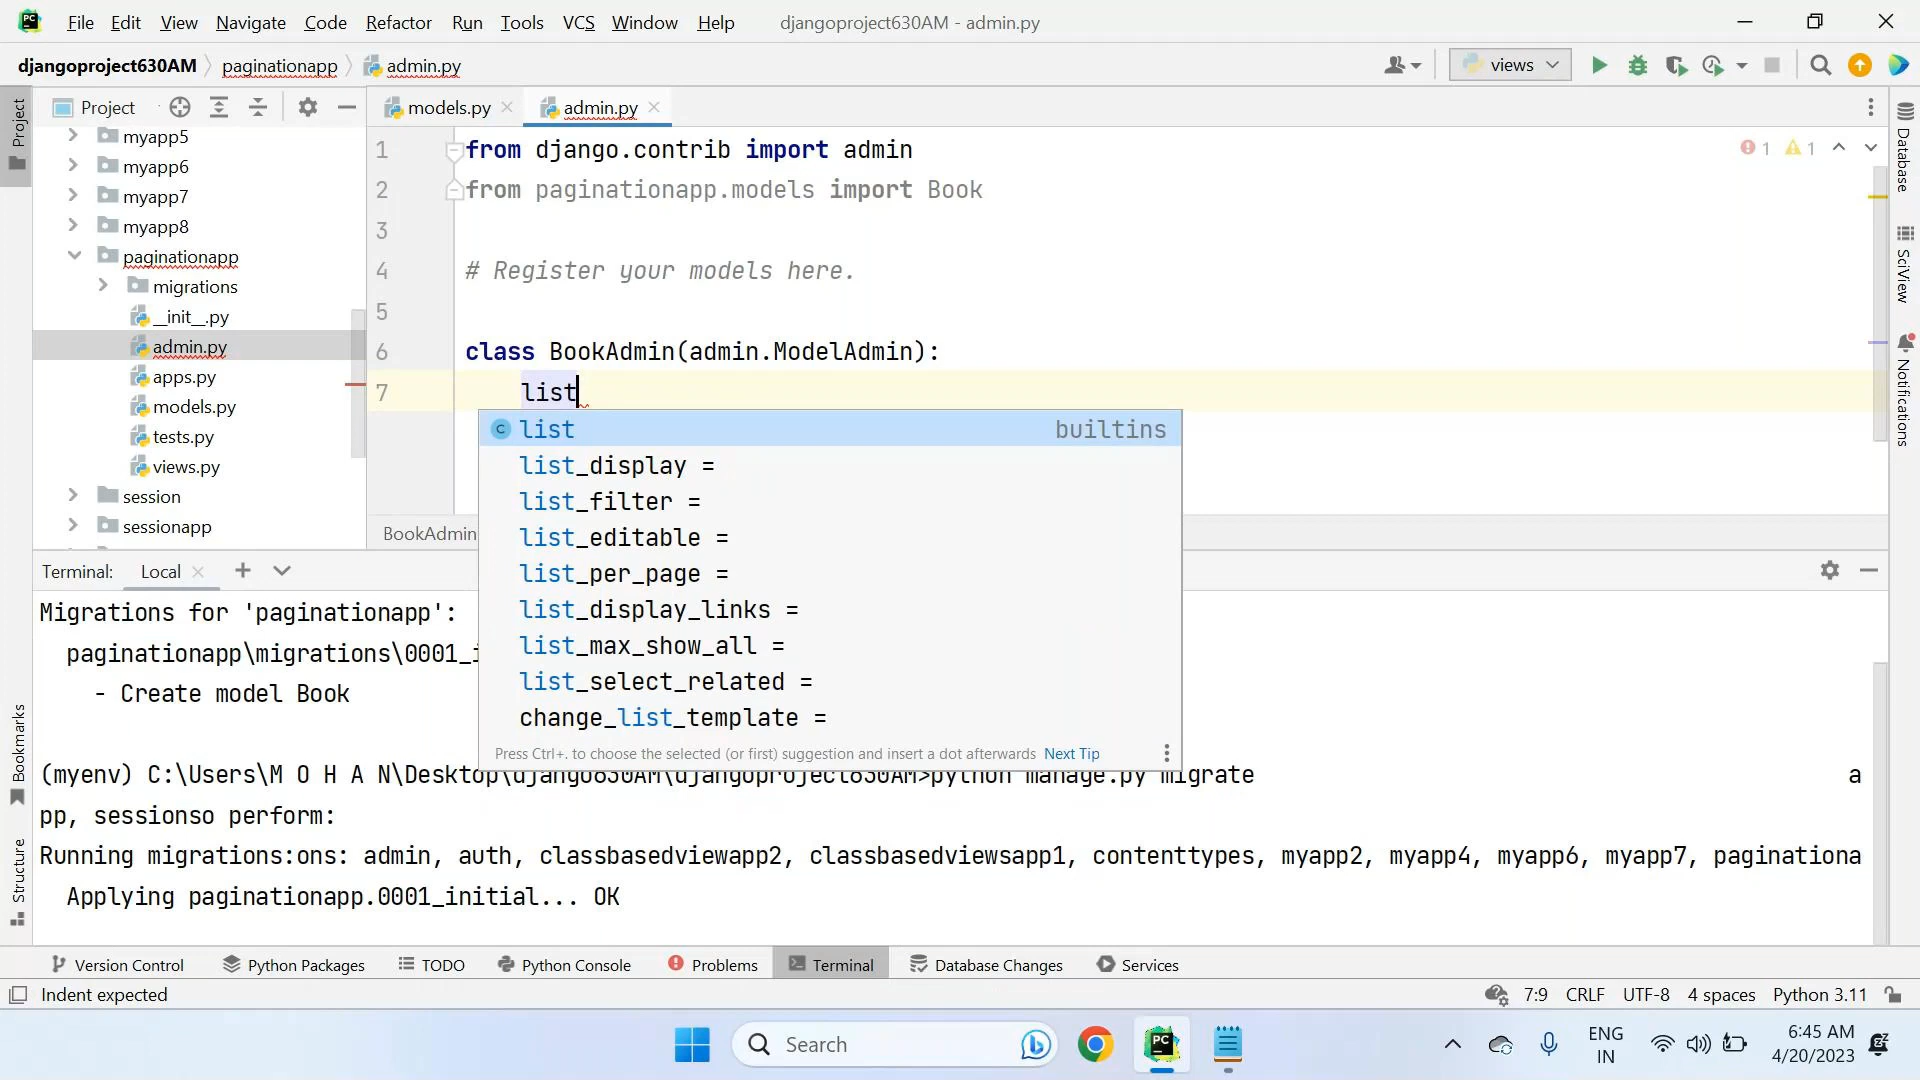 File Edit View Navigate Code Refactor Run Tools VCS Window Help djangoproject630AM - admin.py
djangoproject630AM paginationapp admin.py views
Project
models.py admin.py
myapp5
myapp6
myapp7
myapp8
paginationapp
migrations
__init__.py
admin.py
apps.py
models.py
tests.py
views.py
session
sessionapp
Project
Bookmarks
Structure
1 from django.contrib import admin
2 from paginationapp.models import Book
3
4 # Register your models here.
5
6 class BookAdmin(admin.ModelAdmin):
7 list
1 1
BookAdmin
list builtins
list_display =
list_filter =
list_editable =
list_per_page =
list_display_links =
list_max_show_all =
list_select_related =
change_list_template =
Press Ctrl+. to choose the selected (or first) suggestion and insert a dot afterwards Next Tip
Database
SciView
Notifications
Terminal: Local
Migrations for 'paginationapp':
paginationapp\migrations\0001_i
- Create model Book
(myenv) C:\Users\M O H A N\Desktop\django630AM\djangoproject630AM>python manage.py migrate a
pp, sessionso perform:
Running migrations:ons: admin, auth, classbasedviewapp2, classbasedviewsapp1, contenttypes, myapp2, myapp4, myapp6, myapp7, paginationa
Applying paginationapp.0001_initial... OK
Version Control Python Packages TODO Python Console Problems Terminal Database Changes Services
Indent expected 7:9 CRLF UTF-8 4 spaces Python 3.11
Search
ENG
IN
6:45 AM
4/20/2023